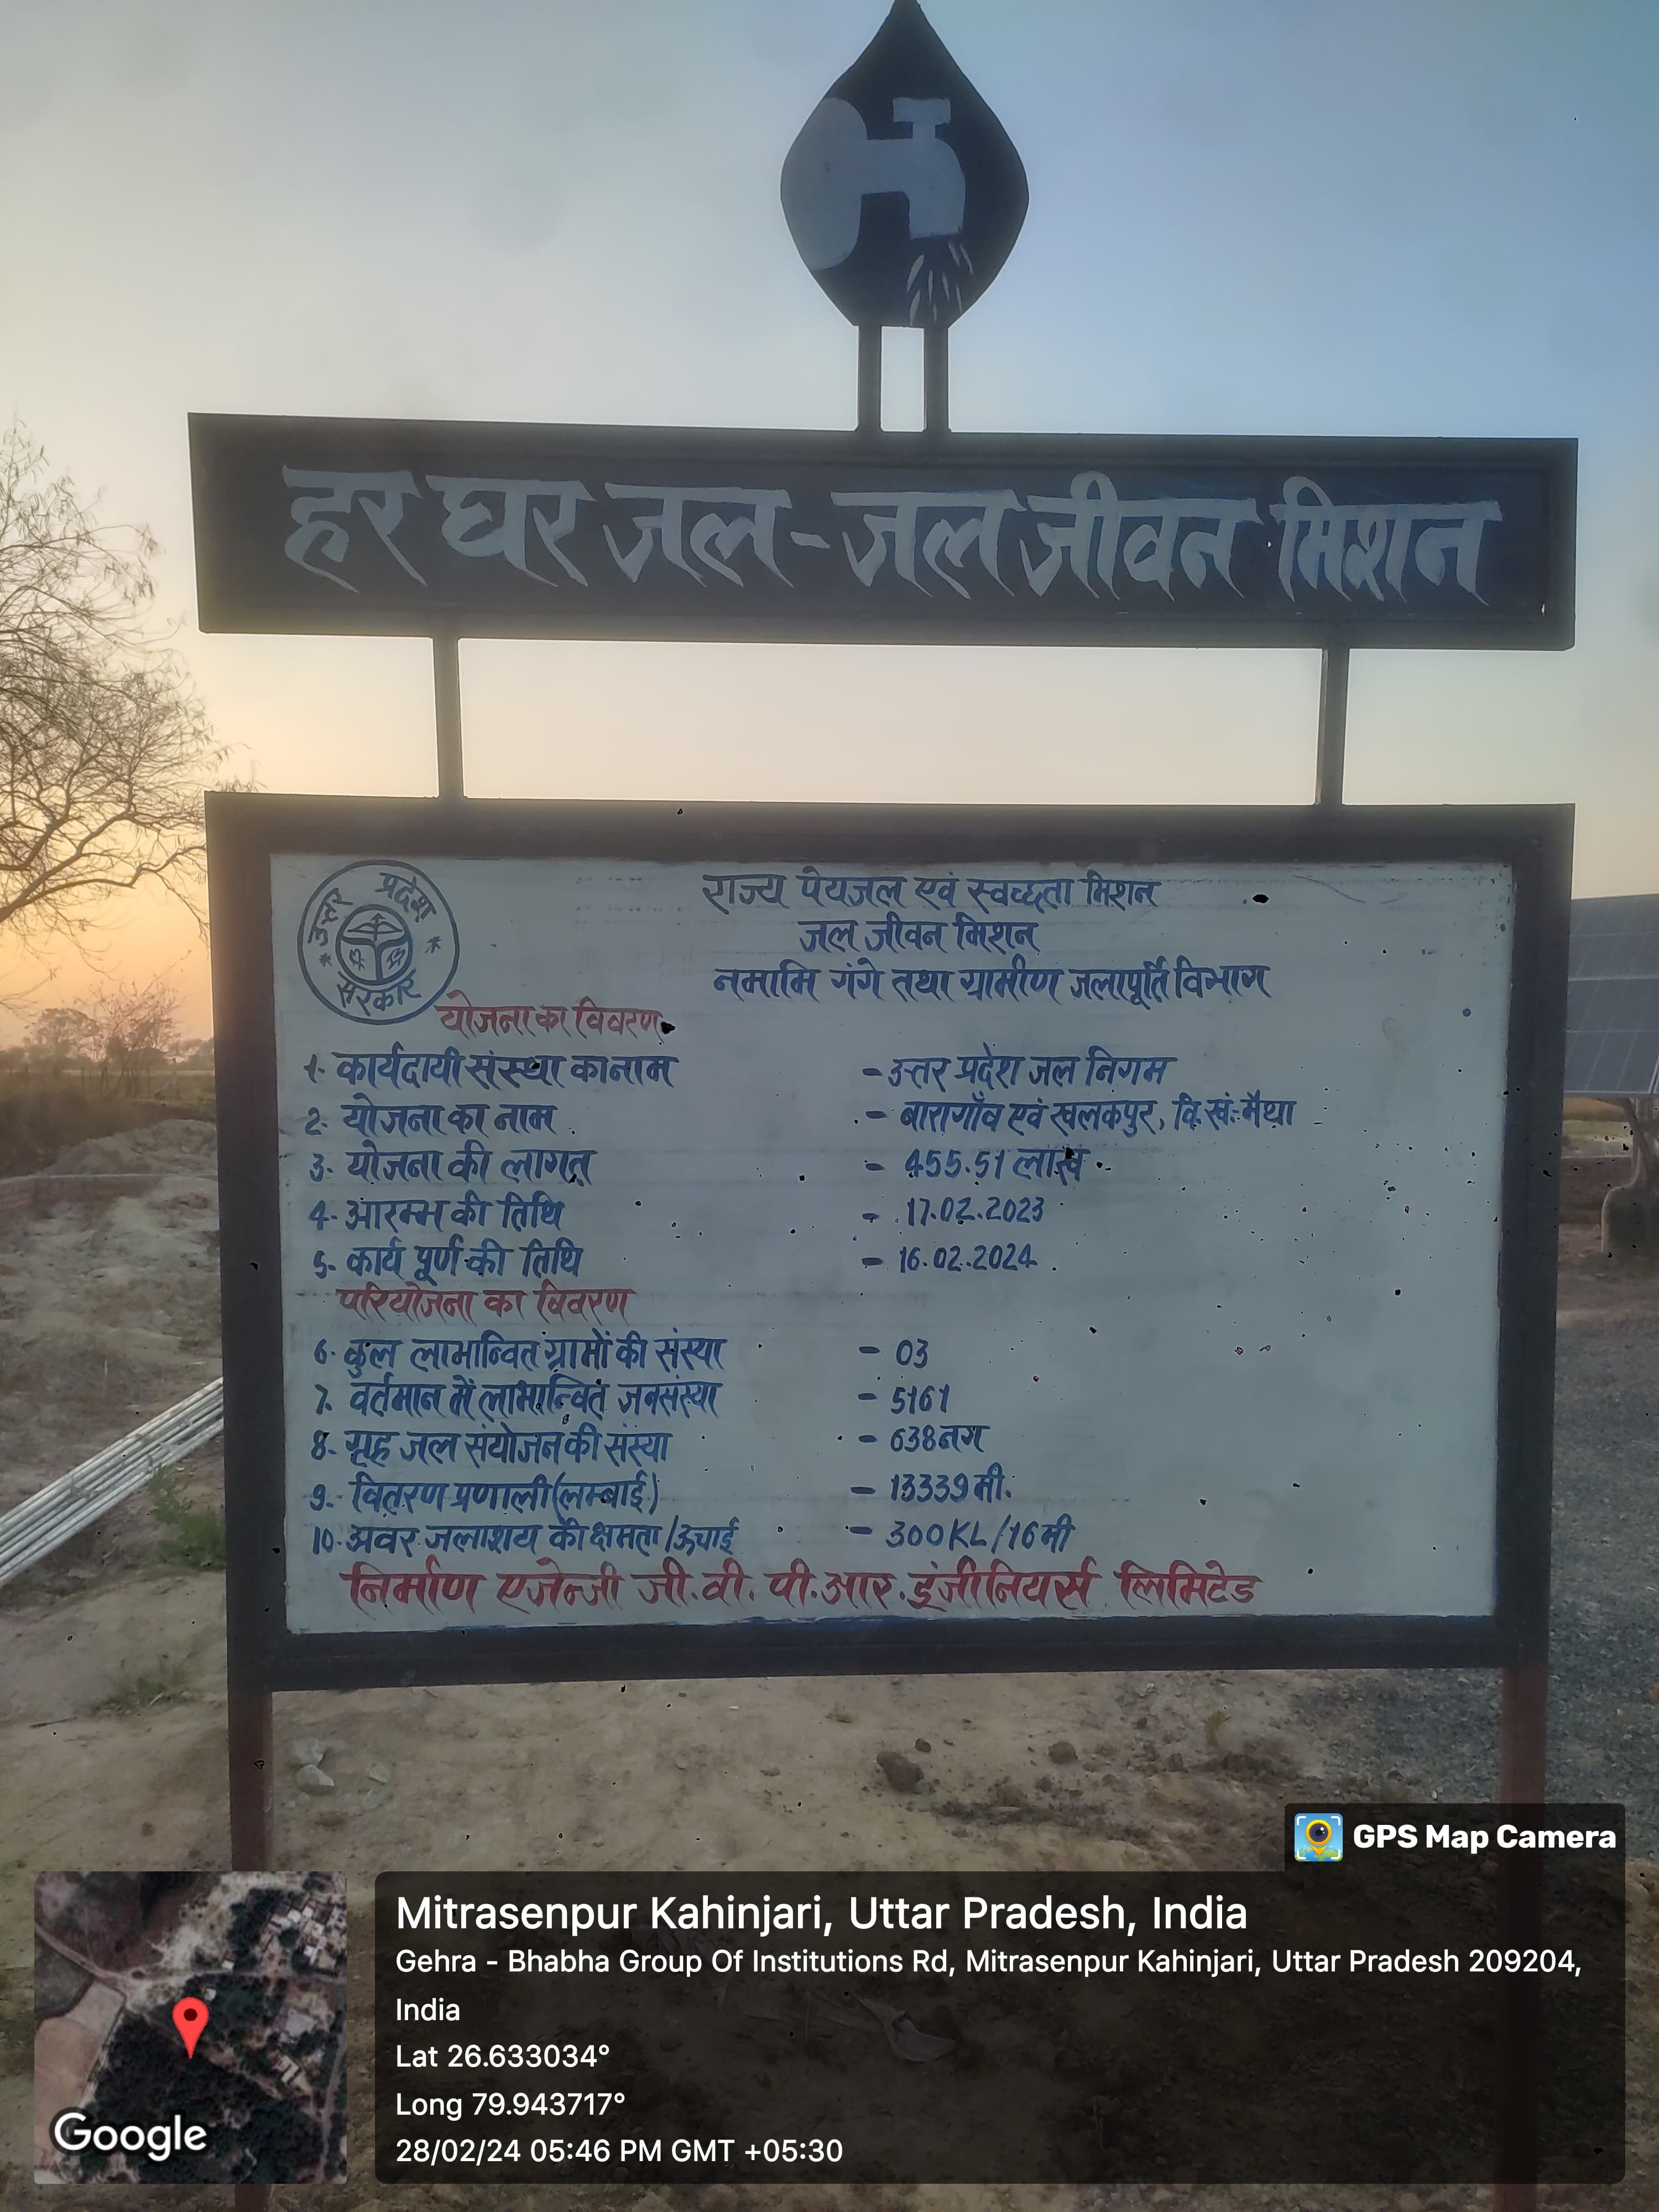 हर घर जल - जल जीवन मिशन
उत्तर प्रदेश
सरकार
राज्य पेयजल एवं स्वच्छता मिशन
जल जीवन मिशन
नमामि गंगे तथा ग्रामीण जलापूर्ति विभाग
योजना का विवरण
1- कार्यदायी संस्था का नाम - उत्तर प्रदेश जल निगम
2- योजना का नाम - बारागाँव एवं खलकपुर, वि.खं.-मैथा
3- योजना की लागत - 455.51 लाख
4- आरम्भ की तिथि - 17.02.2023
5- कार्य पूर्ण की तिथि - 16.02.2024
परियोजना का विवरण
6- कुल लाभान्वित ग्रामों की संख्या - 03
7- वर्तमान में लाभान्वित जनसंख्या - 5161
8- गृह जल संयोजन की संख्या - 638 नग
9- वितरण प्रणाली (लम्बाई) - 13339 मी.
10- अवर जलाशय की क्षमता/ऊचाई - 300KL/16 मी
निर्माण एजेन्जी जी.वी.पी.आर.इंजीनियर्स लिमिटेड
GPS Map Camera
Mitrasenpur Kahinjari, Uttar Pradesh, India
Gehra - Bhabha Group Of Institutions Rd, Mitrasenpur Kahinjari, Uttar Pradesh 209204,
India
Lat 26.633034°
Long 79.943717°
28/02/24 05:46 PM GMT +05:30
Google